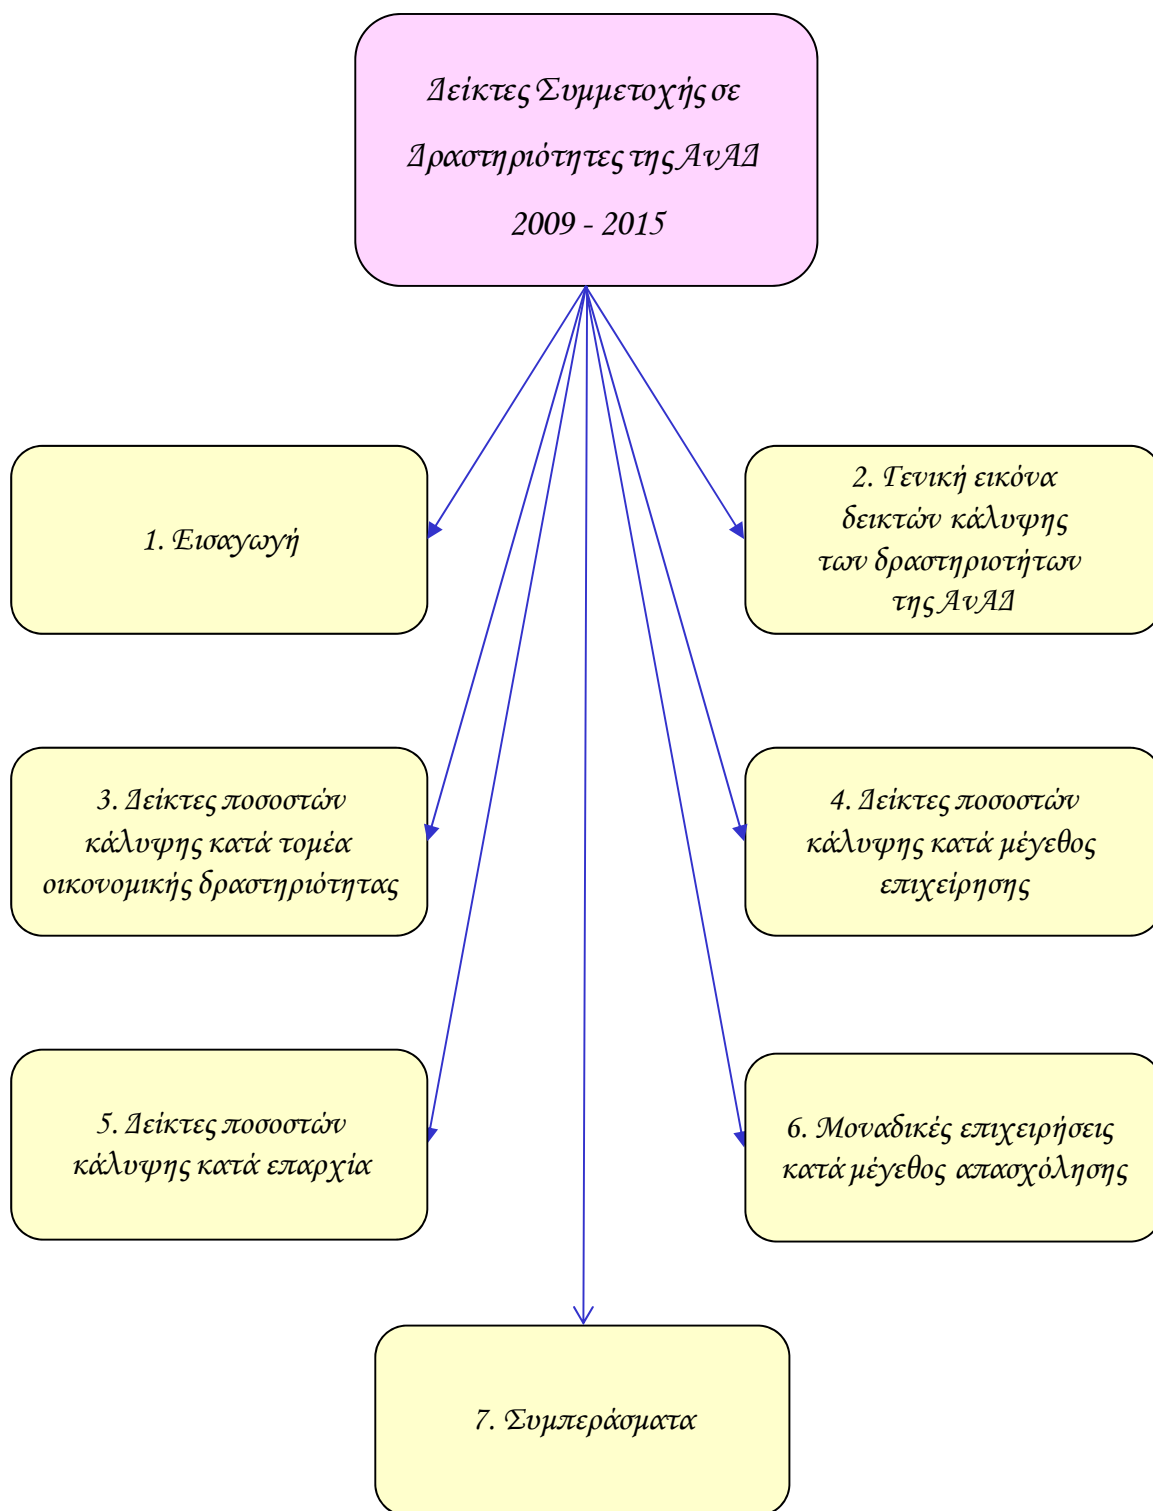 Δείκτες Συμμετοχής σε
Δραστηριότητες της ΑνΑΔ
2009 - 2015
1. Εισαγωγή
2. Γενική εικόνα
δεικτών κάλυψης
των δραστηριοτήτων
της ΑνΑΔ
3. Δείκτες ποσοστών
κάλυψης κατά τομέα
οικονομικής δραστηριότητας
4. Δείκτες ποσοστών
κάλυψης κατά μέγεθος
επιχείρησης
5. Δείκτες ποσοστών
κάλυψης κατά επαρχία
6. Μοναδικές επιχειρήσεις
κατά μέγεθος απασχόλησης
7. Συμπεράσματα